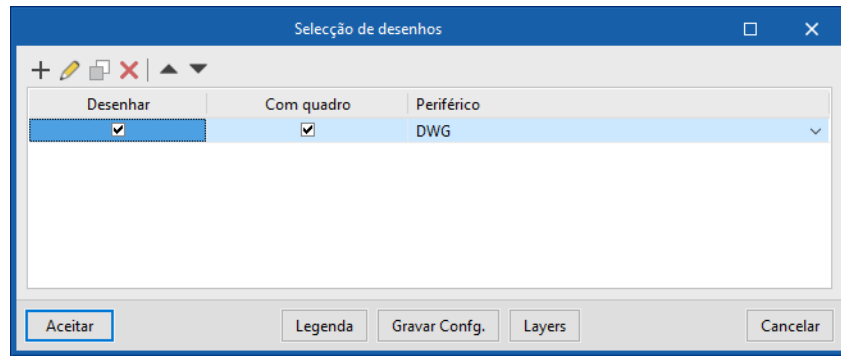 Selecção de desenhos
Desenhar Com quadro Periférico
DWG
Aceitar Legenda Gravar Confg. Layers Cancelar